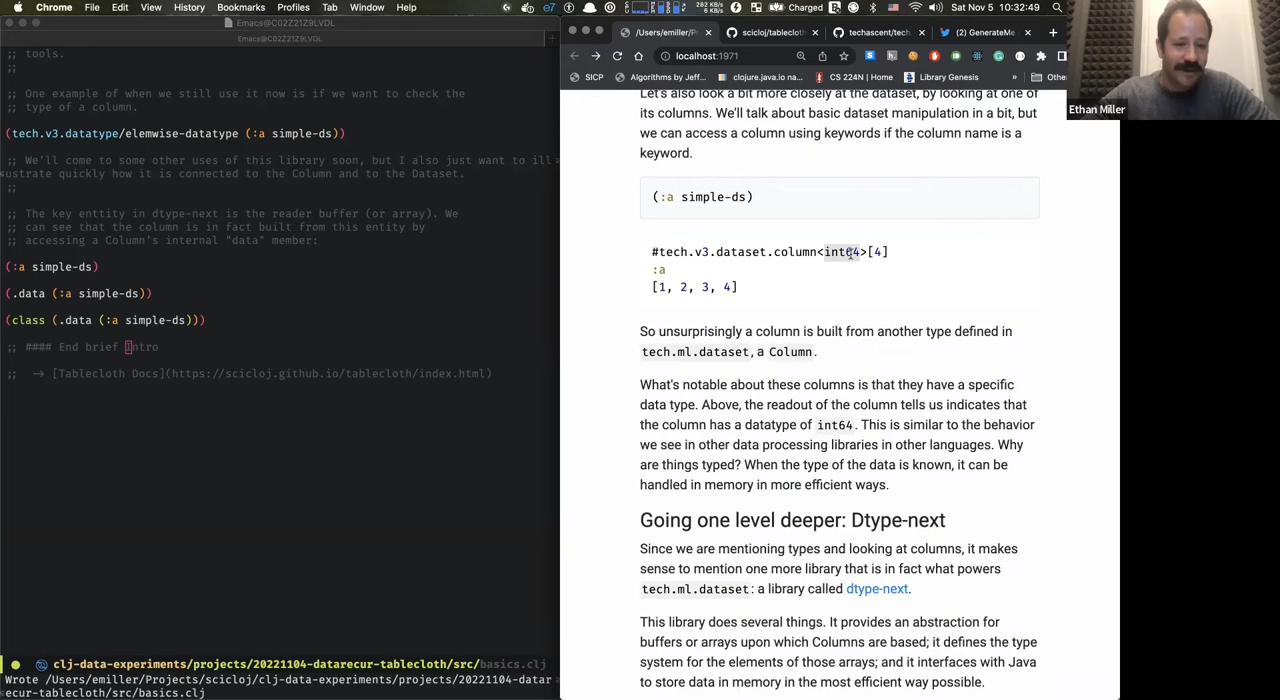 Chrome File Edit View History Bookmarks Profiles Tab Window Help
282 KB/s
6 KB/s
Charged
Sat Nov 5 10:32:49
Emacs@C02Z21Z9LVDL
Emacs@C02Z21Z9LVDL
;; tools.
;;
;; One example of when we still use it now is if we want to check the
;; type of a column.
(tech.v3.datatype/elemwise-datatype (:a simple-ds))
;; We'll come to some other uses of this library soon, but I also just want to ill
ustrate quickly how it is connected to the Column and to the Dataset.
;;
;; The key enttity in dtype-next is the reader buffer (or array). We
;; can see that the column is in fact built from this entity by
;; accessing a Column's internal "data" member:
(:a simple-ds)
(.data (:a simple-ds))
(class (.data (:a simple-ds)))
;; #### End brief Intro
;; -> [Tablecloth Docs](https://scicloj.github.io/tablecloth/index.html)
clj-data-experiments/projects/20221104-datarecur-tablecloth/src/basics.clj
Wrote /Users/emiller/Projects/scicloj/clj-data-experiments/projects/20221104-datar
ecur-tablecloth/src/basics.clj
/Users/emiller/Pr
scicloj/tablecloth
techascent/tech.
(2) GenerateMe
localhost:1971
SICP
Algorithms by Jeff...
clojure.java.io na...
CS 224N | Home
Library Genesis
»
Other
Let's also look a bit more closely at the dataset, by looking at one of
its columns. We'll talk about basic dataset manipulation in a bit, but
we can access a column using keywords if the column name is a
keyword.
(:a simple-ds)
#tech.v3.dataset.column<int64>[4]
:a
[1, 2, 3, 4]
So unsurprisingly a column is built from another type defined in
tech.ml.dataset, a Column.
What's notable about these columns is that they have a specific
data type. Above, the readout of the column tells us indicates that
the column has a datatype of int64. This is similar to the behavior
we see in other data processing libraries in other languages. Why
are things typed? When the type of the data is known, it can be
handled in memory in more efficient ways.
Going one level deeper: Dtype-next
Since we are mentioning types and looking at columns, it makes
sense to mention one more library that is in fact what powers
tech.ml.dataset: a library called dtype-next.
This library does several things. It provides an abstraction for
buffers or arrays upon which Columns are based; it defines the type
system for the elements of those arrays; and it interfaces with Java
to store data in memory in the most efficient way possible.
Ethan Miller